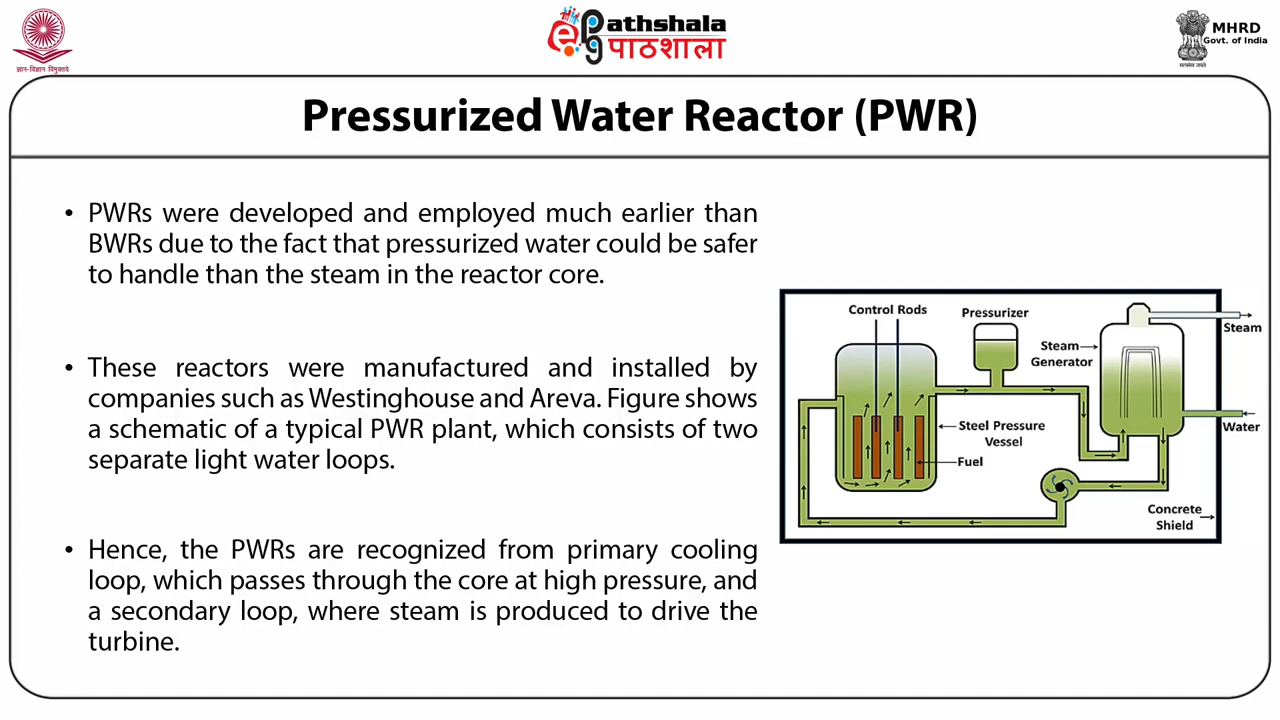 ज्ञान-विज्ञान विमुक्तये
ePathshala
पाठशाला
MHRD
Govt. of India
सत्यमेव जयते
Pressurized Water Reactor (PWR)
• PWRs were developed and employed much earlier than
BWRs due to the fact that pressurized water could be safer
to handle than the steam in the reactor core.
• These reactors were manufactured and installed by
companies such as Westinghouse and Areva. Figure shows
a schematic of a typical PWR plant, which consists of two
separate light water loops.
• Hence, the PWRs are recognized from primary cooling
loop, which passes through the core at high pressure, and
a secondary loop, where steam is produced to drive the
turbine.
Control Rods
Pressurizer
Steam
Generator
Steam
Water
Steel Pressure
Vessel
Fuel
Concrete
Shield